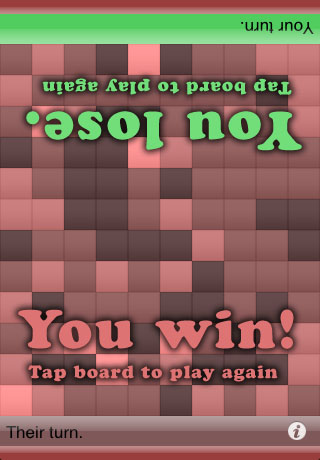 Your turn.
Tap board to play again
You lose.
You win!
Tap board to play again
Their turn.